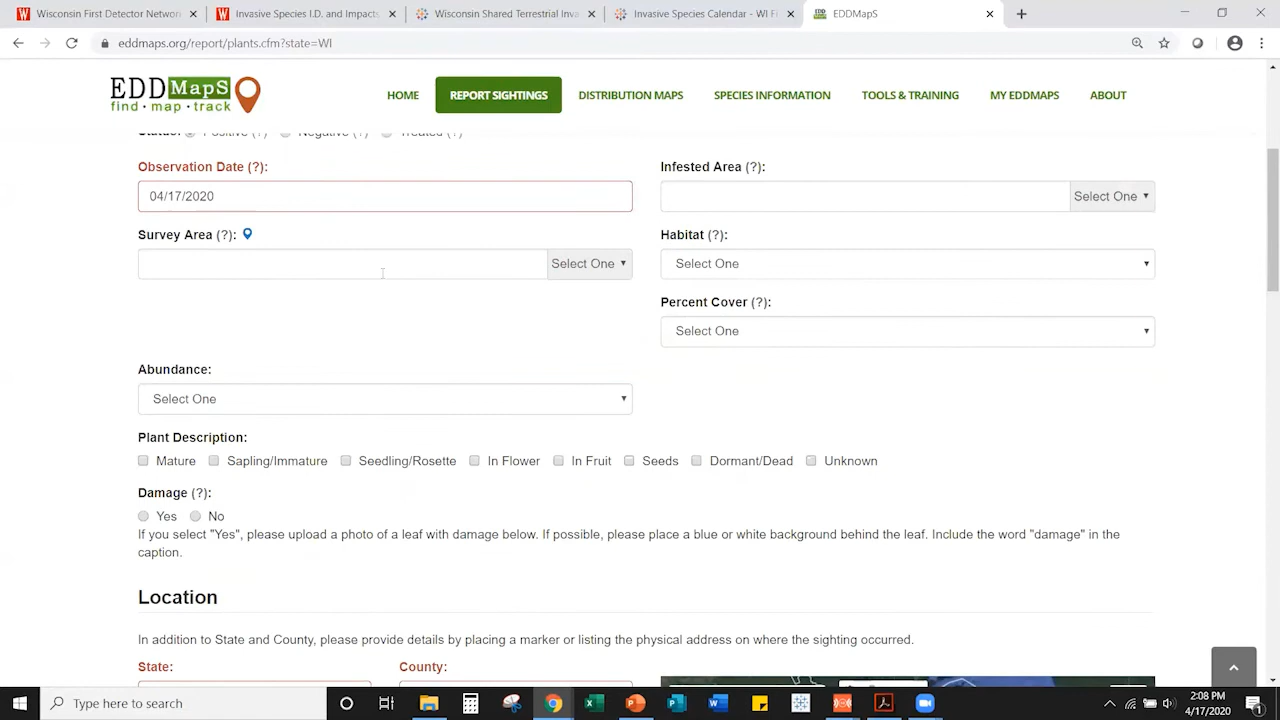 Wisconsin First Detector Network
Invasive Species I.D. and Impacts
Wisconsin Shared Terrestrial Inva
Invasive Species Calendar - WI Fi
EDDMapS
eddmaps.org/report/plants.cfm?state=WI
EDDMapS
find · map · track
HOME
REPORT SIGHTINGS
DISTRIBUTION MAPS
SPECIES INFORMATION
TOOLS & TRAINING
MY EDDMAPS
ABOUT
Status: Positive (?) Negative (?) Treated (?)
Observation Date (?):
Infested Area (?):
04/17/2020
Select One
Survey Area (?):
Habitat (?):
Select One
Select One
Percent Cover (?):
Select One
Abundance:
Select One
Plant Description:
Mature Sapling/Immature Seedling/Rosette In Flower In Fruit Seeds Dormant/Dead Unknown
Damage (?):
Yes No
If you select "Yes", please upload a photo of a leaf with damage below. If possible, please place a blue or white background behind the leaf. Include the word "damage" in the
caption.
Location
In addition to State and County, please provide details by placing a marker or listing the physical address on where the sighting occurred.
State:
County:
Type here to search
2:08 PM
4/17/2020